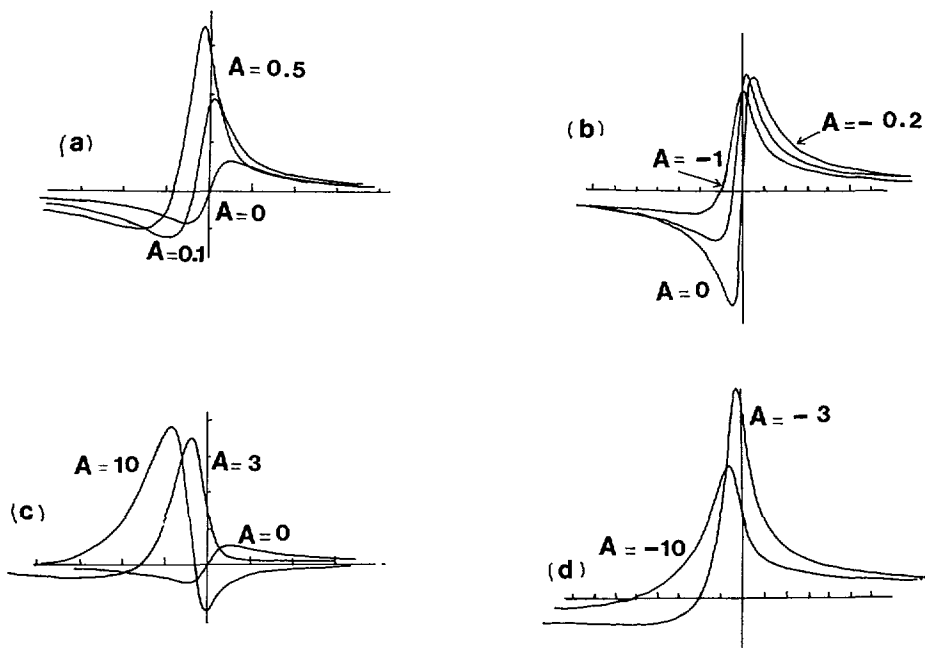 (a)
A = 0.5
A = 0
A = 0.1
(b)
A = - 0.2
A = -1
A = 0
(c)
A = 10
A = 3
A = 0
(d)
A = - 3
A = -10